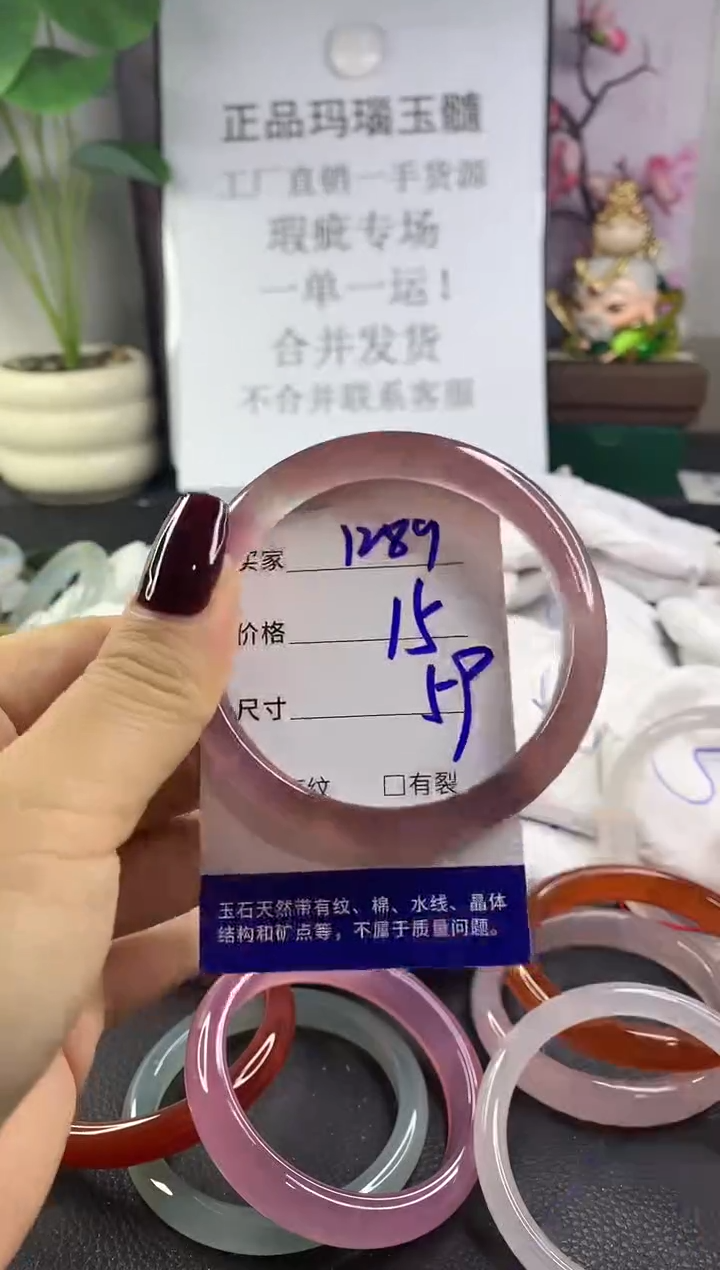 正品玛瑙玉髓
工厂直销一手货源
瑕疵专场
一单一运！
合并发货
不合并联系客服
买家 1289
价格 15
尺寸 59
纹 □有裂
玉石天然带有纹、棉、水线、晶体
结构和矿点等，不属于质量问题。